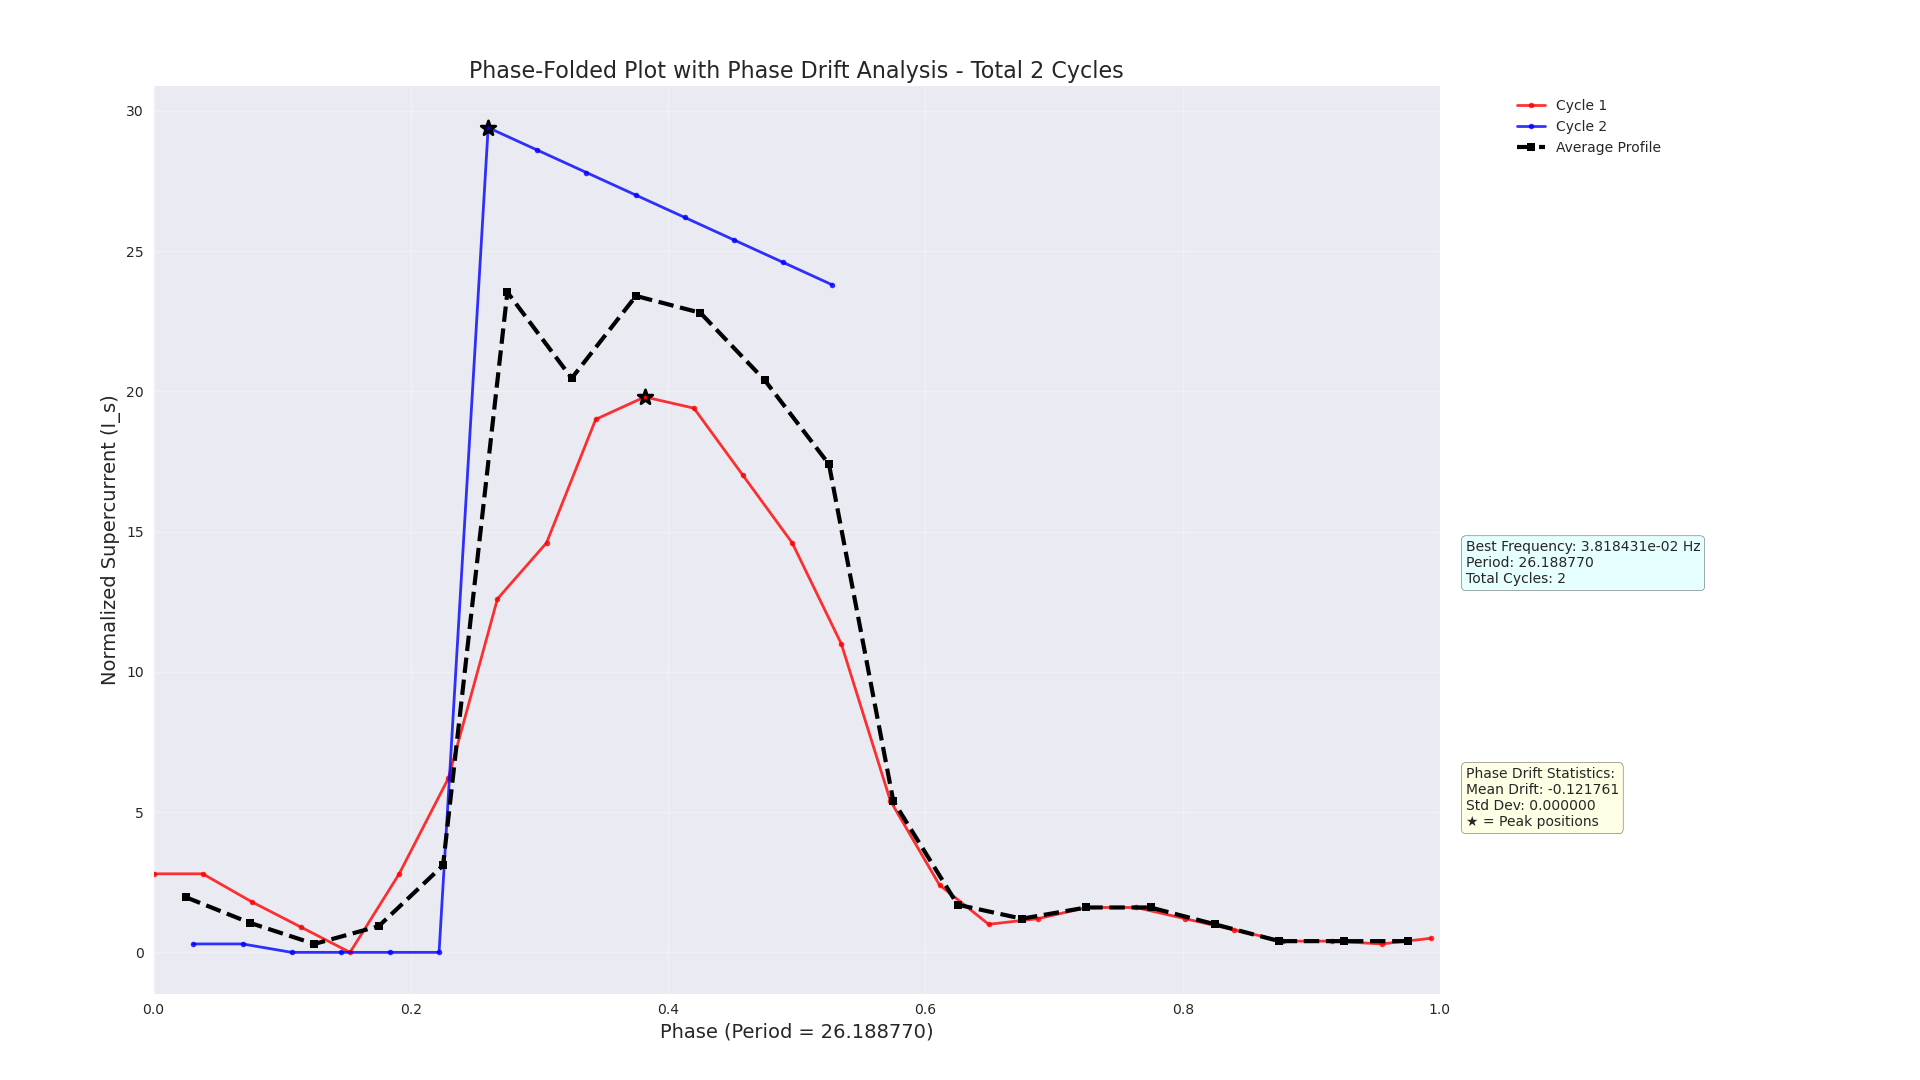 Phase-Folded Plot with Phase Drift Analysis - Total 2 Cycles
Cycle 1
Cycle 2
Average Profile
Normalized Supercurrent (I_s)
30
25
20
15
10
5
0
0.0
0.2
0.4
0.6
0.8
1.0
Phase (Period = 26.188770)
Best Frequency: 3.818431e-02 Hz
Period: 26.188770
Total Cycles: 2
Phase Drift Statistics:
Mean Drift: -0.121761
Std Dev: 0.000000
★ = Peak positions